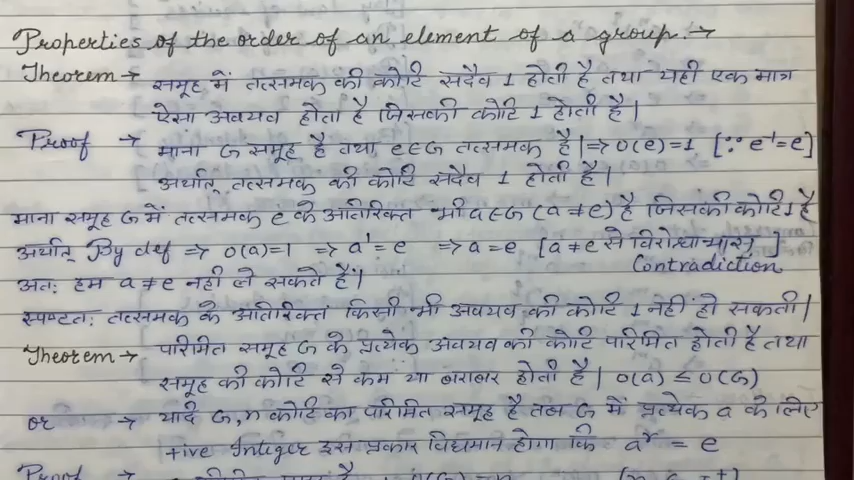 Properties of the order of an element of a group. →
Theorem → समूह में तत्समक की कोटि सदैव 1 होती है तथा यही एक मात्र
ऐसा अवयव होता है जिसकी कोटि 1 होती है।
Proof → माना G समूह है तथा e∈G तत्समक है। ⇒ O(e)=1 [∵ e¹=e]
अर्थात् तत्समक की कोटि सदैव 1 होती है।
माना समूह G में तत्समक e के अतिरिक्त भी a∈G (a≠e) है जिसकी कोटि 1 है
अर्थात् By def ⇒ O(a)=1 ⇒ a¹=e ⇒ a=e [a≠e से विरोधाभास]
Contradiction
अतः हम a≠e नहीं ले सकते हैं।
स्पष्टतः तत्समक के अतिरिक्त किसी भी अवयव की कोटि 1 नहीं हो सकती।
Theorem → परिमित समूह G के प्रत्येक अवयव की कोटि परिमित होती है तथा
समूह की कोटि से कम या बराबर होती है। O(a) ≤ O(G)
or → यदि G, n कोटि का परिमित समूह है तब G में प्रत्येक a के लिए
+ive Integer इस प्रकार विद्यमान होगा कि aʳ = e
Proof →